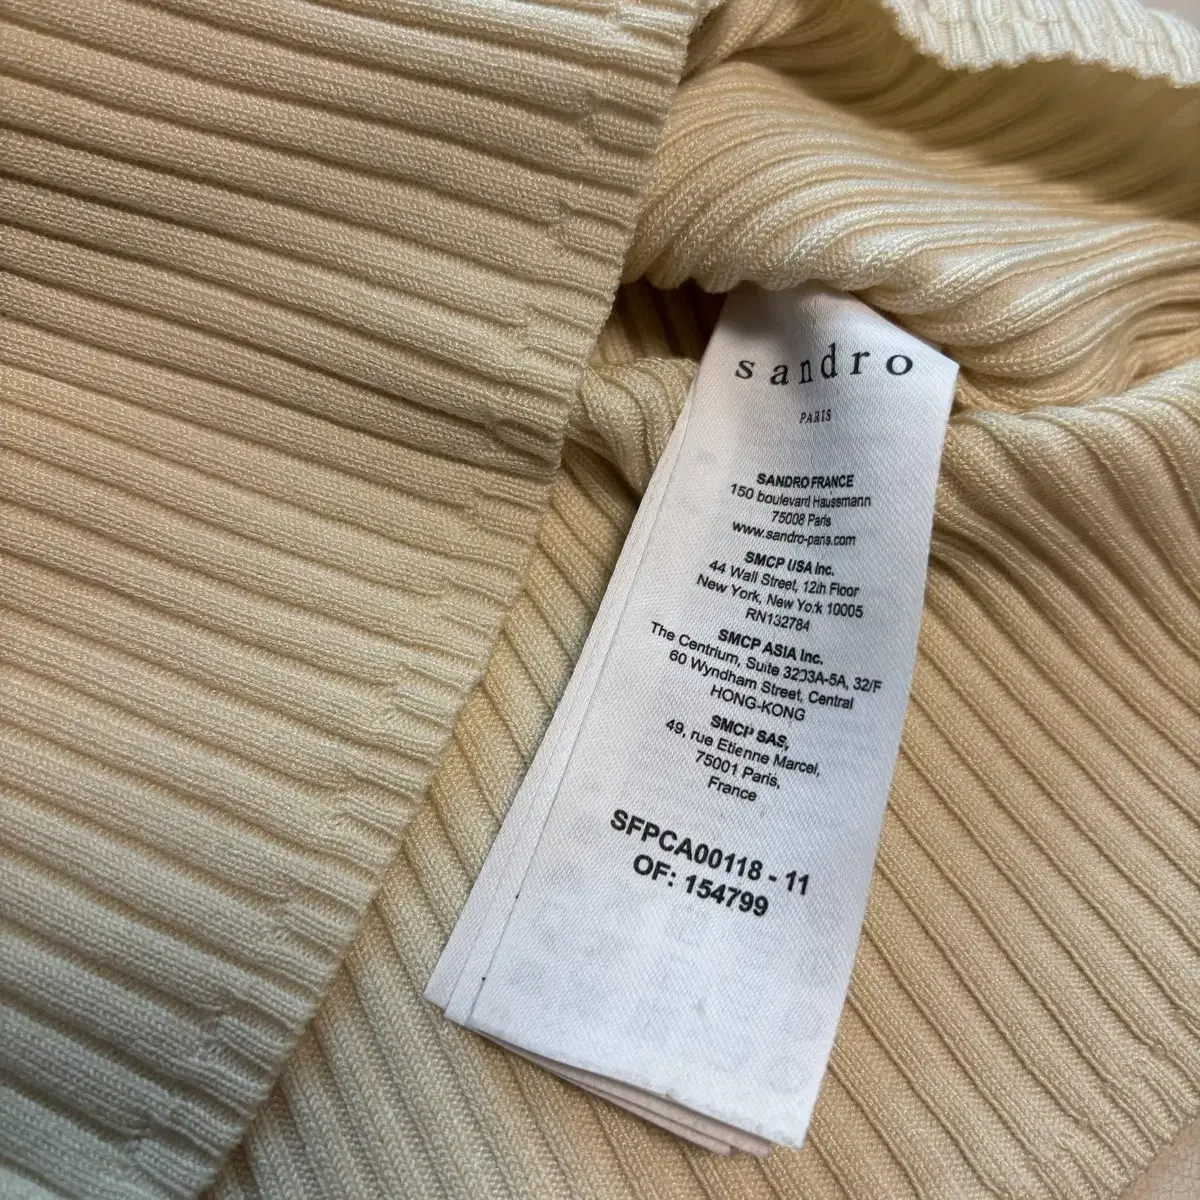 sandro
PARIS
SANDRO FRANCE
150 boulevard Haussmann
75008 Paris
www.sandro-paris.com
SMCP USA Inc.
44 Wall Street, 12th Floor
New York, New York 10005
RN132784
SMCP ASIA Inc.
The Centrium, Suite 3203A-5A, 32/F
60 Wyndham Street, Central
HONG-KONG
SMCP SAS,
49, rue Etienne Marcel,
75001 Paris,
France
SFPCA00118 - 11
OF: 154799